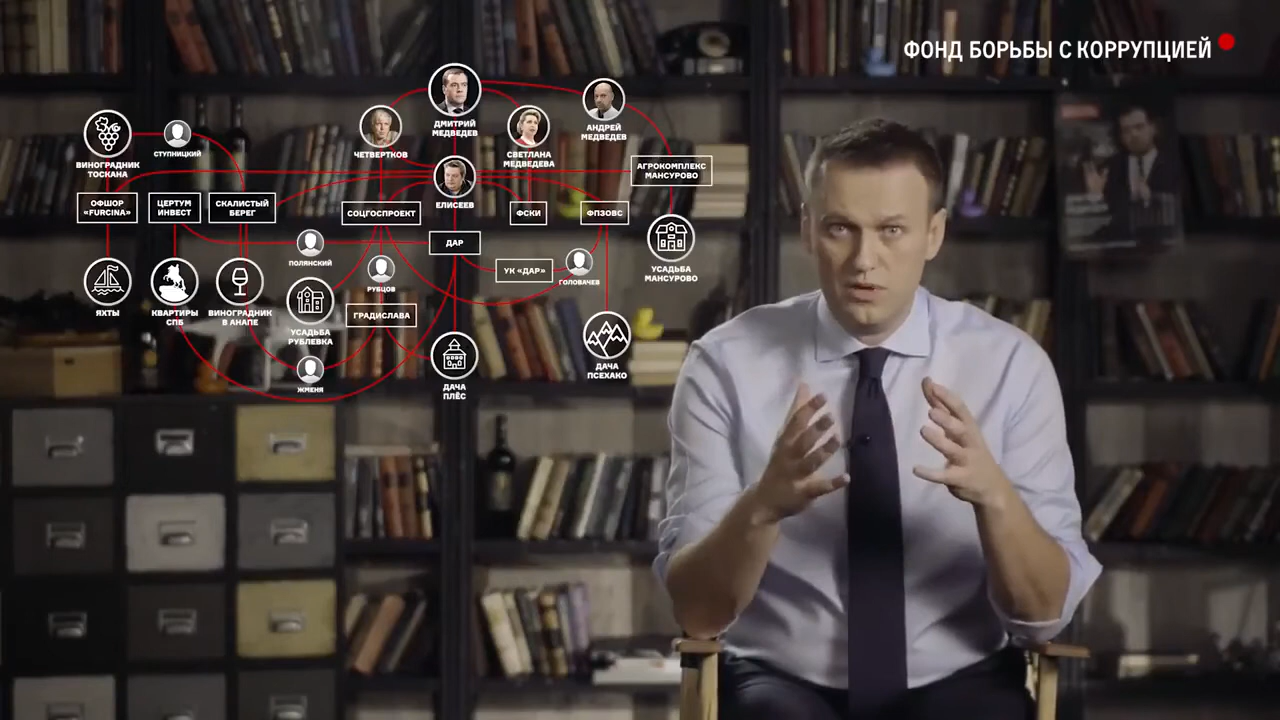 ФОНД БОРЬБЫ С КОРРУПЦИЕЙ
ДМИТРИЙ
МЕДВЕДЕВ
АНДРЕЙ
МЕДВЕДЕВ
ЧЕТВЕРТКОВ
СВЕТЛАНА
МЕДВЕДЕВА
СТУПНИЦКИЙ
ВИНОГРАДНИК
ТОСКАНА
АГРОКОМПЛЕКС
МАНСУРОВО
ЕЛИСЕЕВ
ОФШОР
«FURCINA»
ЦЕРТУМ
ИНВЕСТ
СКАЛИСТЫЙ
БЕРЕГ
СОЦГОСПРОЕКТ
ФСКИ
ФПЗОВС
ДАР
ПОЛЯНСКИЙ
УК «ДАР»
ГОЛОВАЧЕВ
УСАДЬБА
МАНСУРОВО
РУБЦОВ
ЯХТЫ
КВАРТИРЫ
СПБ
ВИНОГРАДНИК
В АНАПЕ
ГРАДИСЛАВА
УСАДЬБА
РУБЛЕВКА
ДАЧА
ПСЕХАКО
ЖМЕНЯ
ДАЧА
ПЛЁС